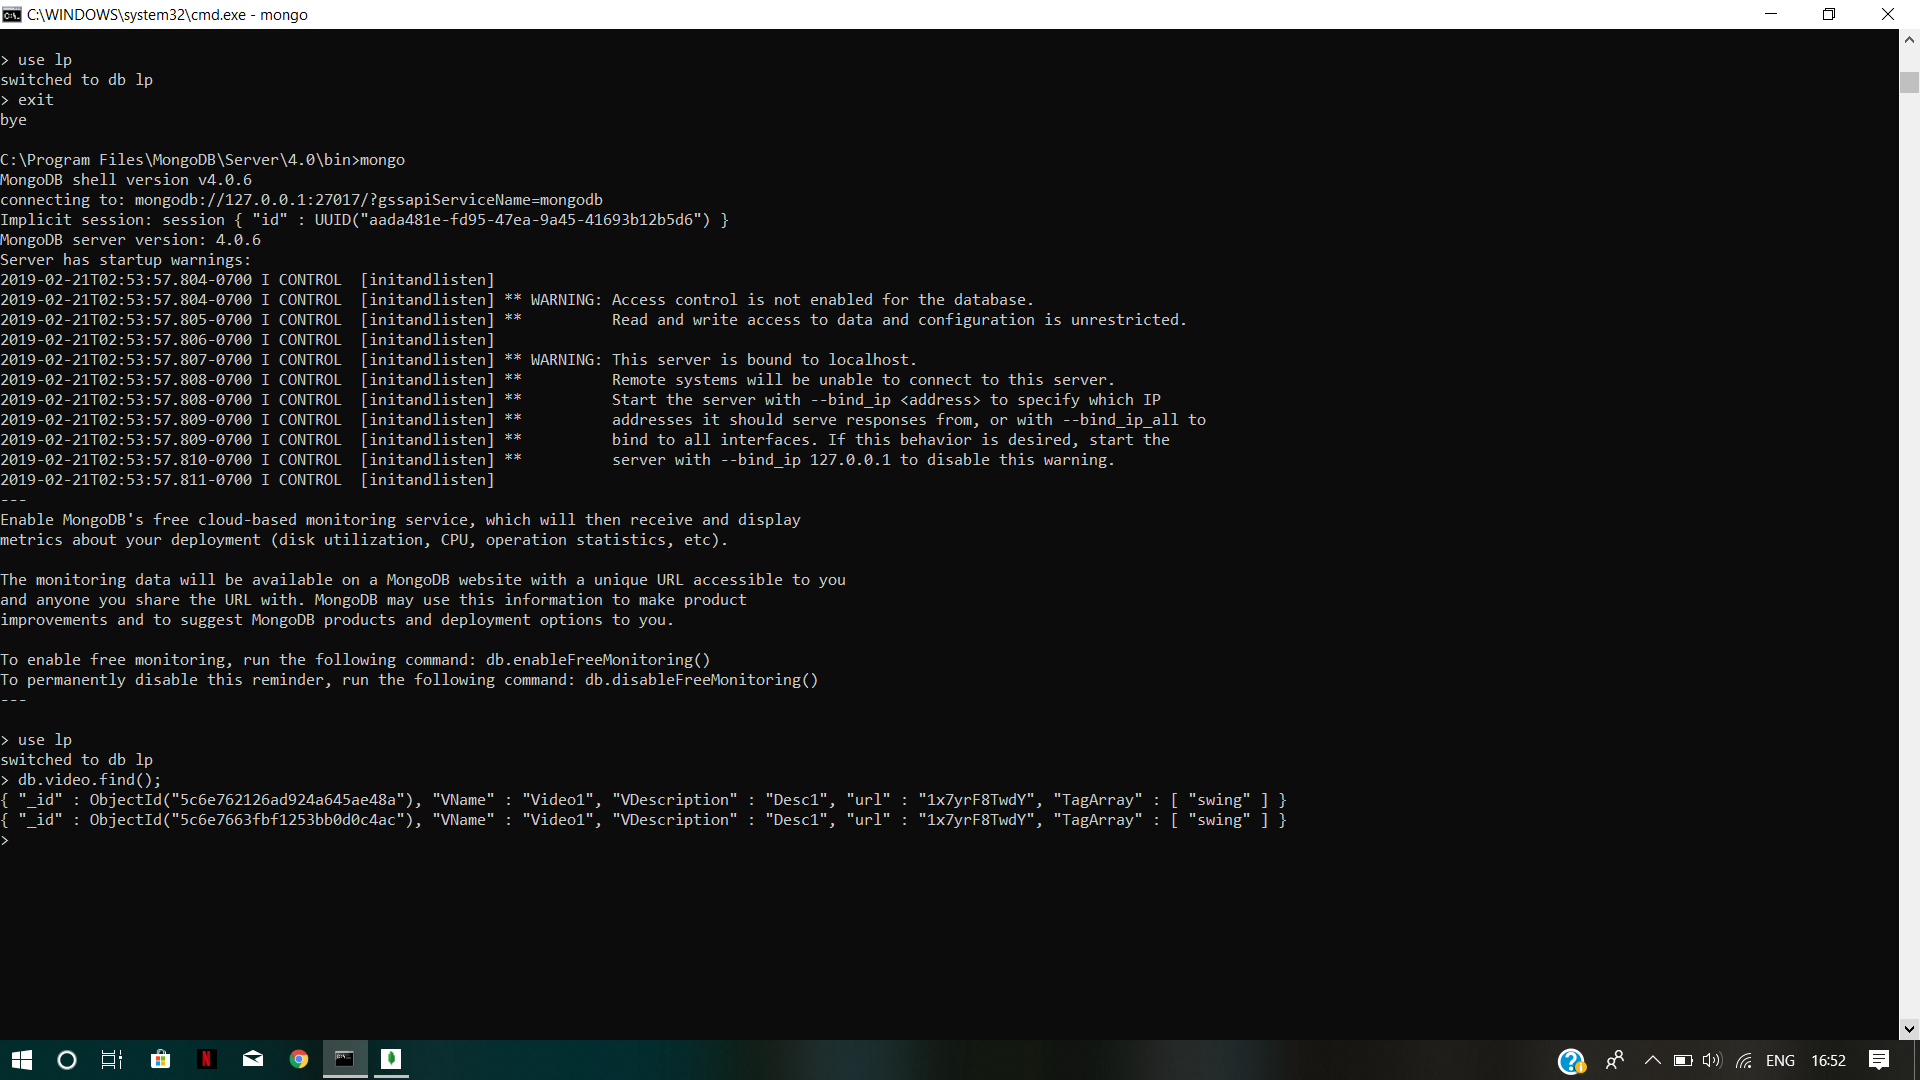 C:\WINDOWS\system32\cmd.exe - mongo
> use lp
switched to db lp
> exit
bye
C:\Program Files\MongoDB\Server\4.0\bin>mongo
MongoDB shell version v4.0.6
connecting to: mongodb://127.0.0.1:27017/?gssapiServiceName=mongodb
Implicit session: session { "id" : UUID("aada481e-fd95-47ea-9a45-41693b12b5d6") }
MongoDB server version: 4.0.6
Server has startup warnings:
2019-02-21T02:53:57.804-0700 I CONTROL  [initandlisten]
2019-02-21T02:53:57.804-0700 I CONTROL  [initandlisten] ** WARNING: Access control is not enabled for the database.
2019-02-21T02:53:57.805-0700 I CONTROL  [initandlisten] **          Read and write access to data and configuration is unrestricted.
2019-02-21T02:53:57.806-0700 I CONTROL  [initandlisten]
2019-02-21T02:53:57.807-0700 I CONTROL  [initandlisten] ** WARNING: This server is bound to localhost.
2019-02-21T02:53:57.808-0700 I CONTROL  [initandlisten] **          Remote systems will be unable to connect to this server.
2019-02-21T02:53:57.808-0700 I CONTROL  [initandlisten] **          Start the server with --bind_ip <address> to specify which IP
2019-02-21T02:53:57.809-0700 I CONTROL  [initandlisten] **          addresses it should serve responses from, or with --bind_ip_all to
2019-02-21T02:53:57.809-0700 I CONTROL  [initandlisten] **          bind to all interfaces. If this behavior is desired, start the
2019-02-21T02:53:57.810-0700 I CONTROL  [initandlisten] **          server with --bind_ip 127.0.0.1 to disable this warning.
2019-02-21T02:53:57.811-0700 I CONTROL  [initandlisten]
---
Enable MongoDB's free cloud-based monitoring service, which will then receive and display
metrics about your deployment (disk utilization, CPU, operation statistics, etc).
The monitoring data will be available on a MongoDB website with a unique URL accessible to you
and anyone you share the URL with. MongoDB may use this information to make product
improvements and to suggest MongoDB products and deployment options to you.
To enable free monitoring, run the following command: db.enableFreeMonitoring()
To permanently disable this reminder, run the following command: db.disableFreeMonitoring()
---
> use lp
switched to db lp
> db.video.find();
{ "_id" : ObjectId("5c6e762126ad924a645ae48a"), "VName" : "Video1", "VDescription" : "Desc1", "url" : "1x7yrF8TwdY", "TagArray" : [ "swing" ] }
{ "_id" : ObjectId("5c6e7663fbf1253bb0d0c4ac"), "VName" : "Video1", "VDescription" : "Desc1", "url" : "1x7yrF8TwdY", "TagArray" : [ "swing" ] }
>
ENG 16:52